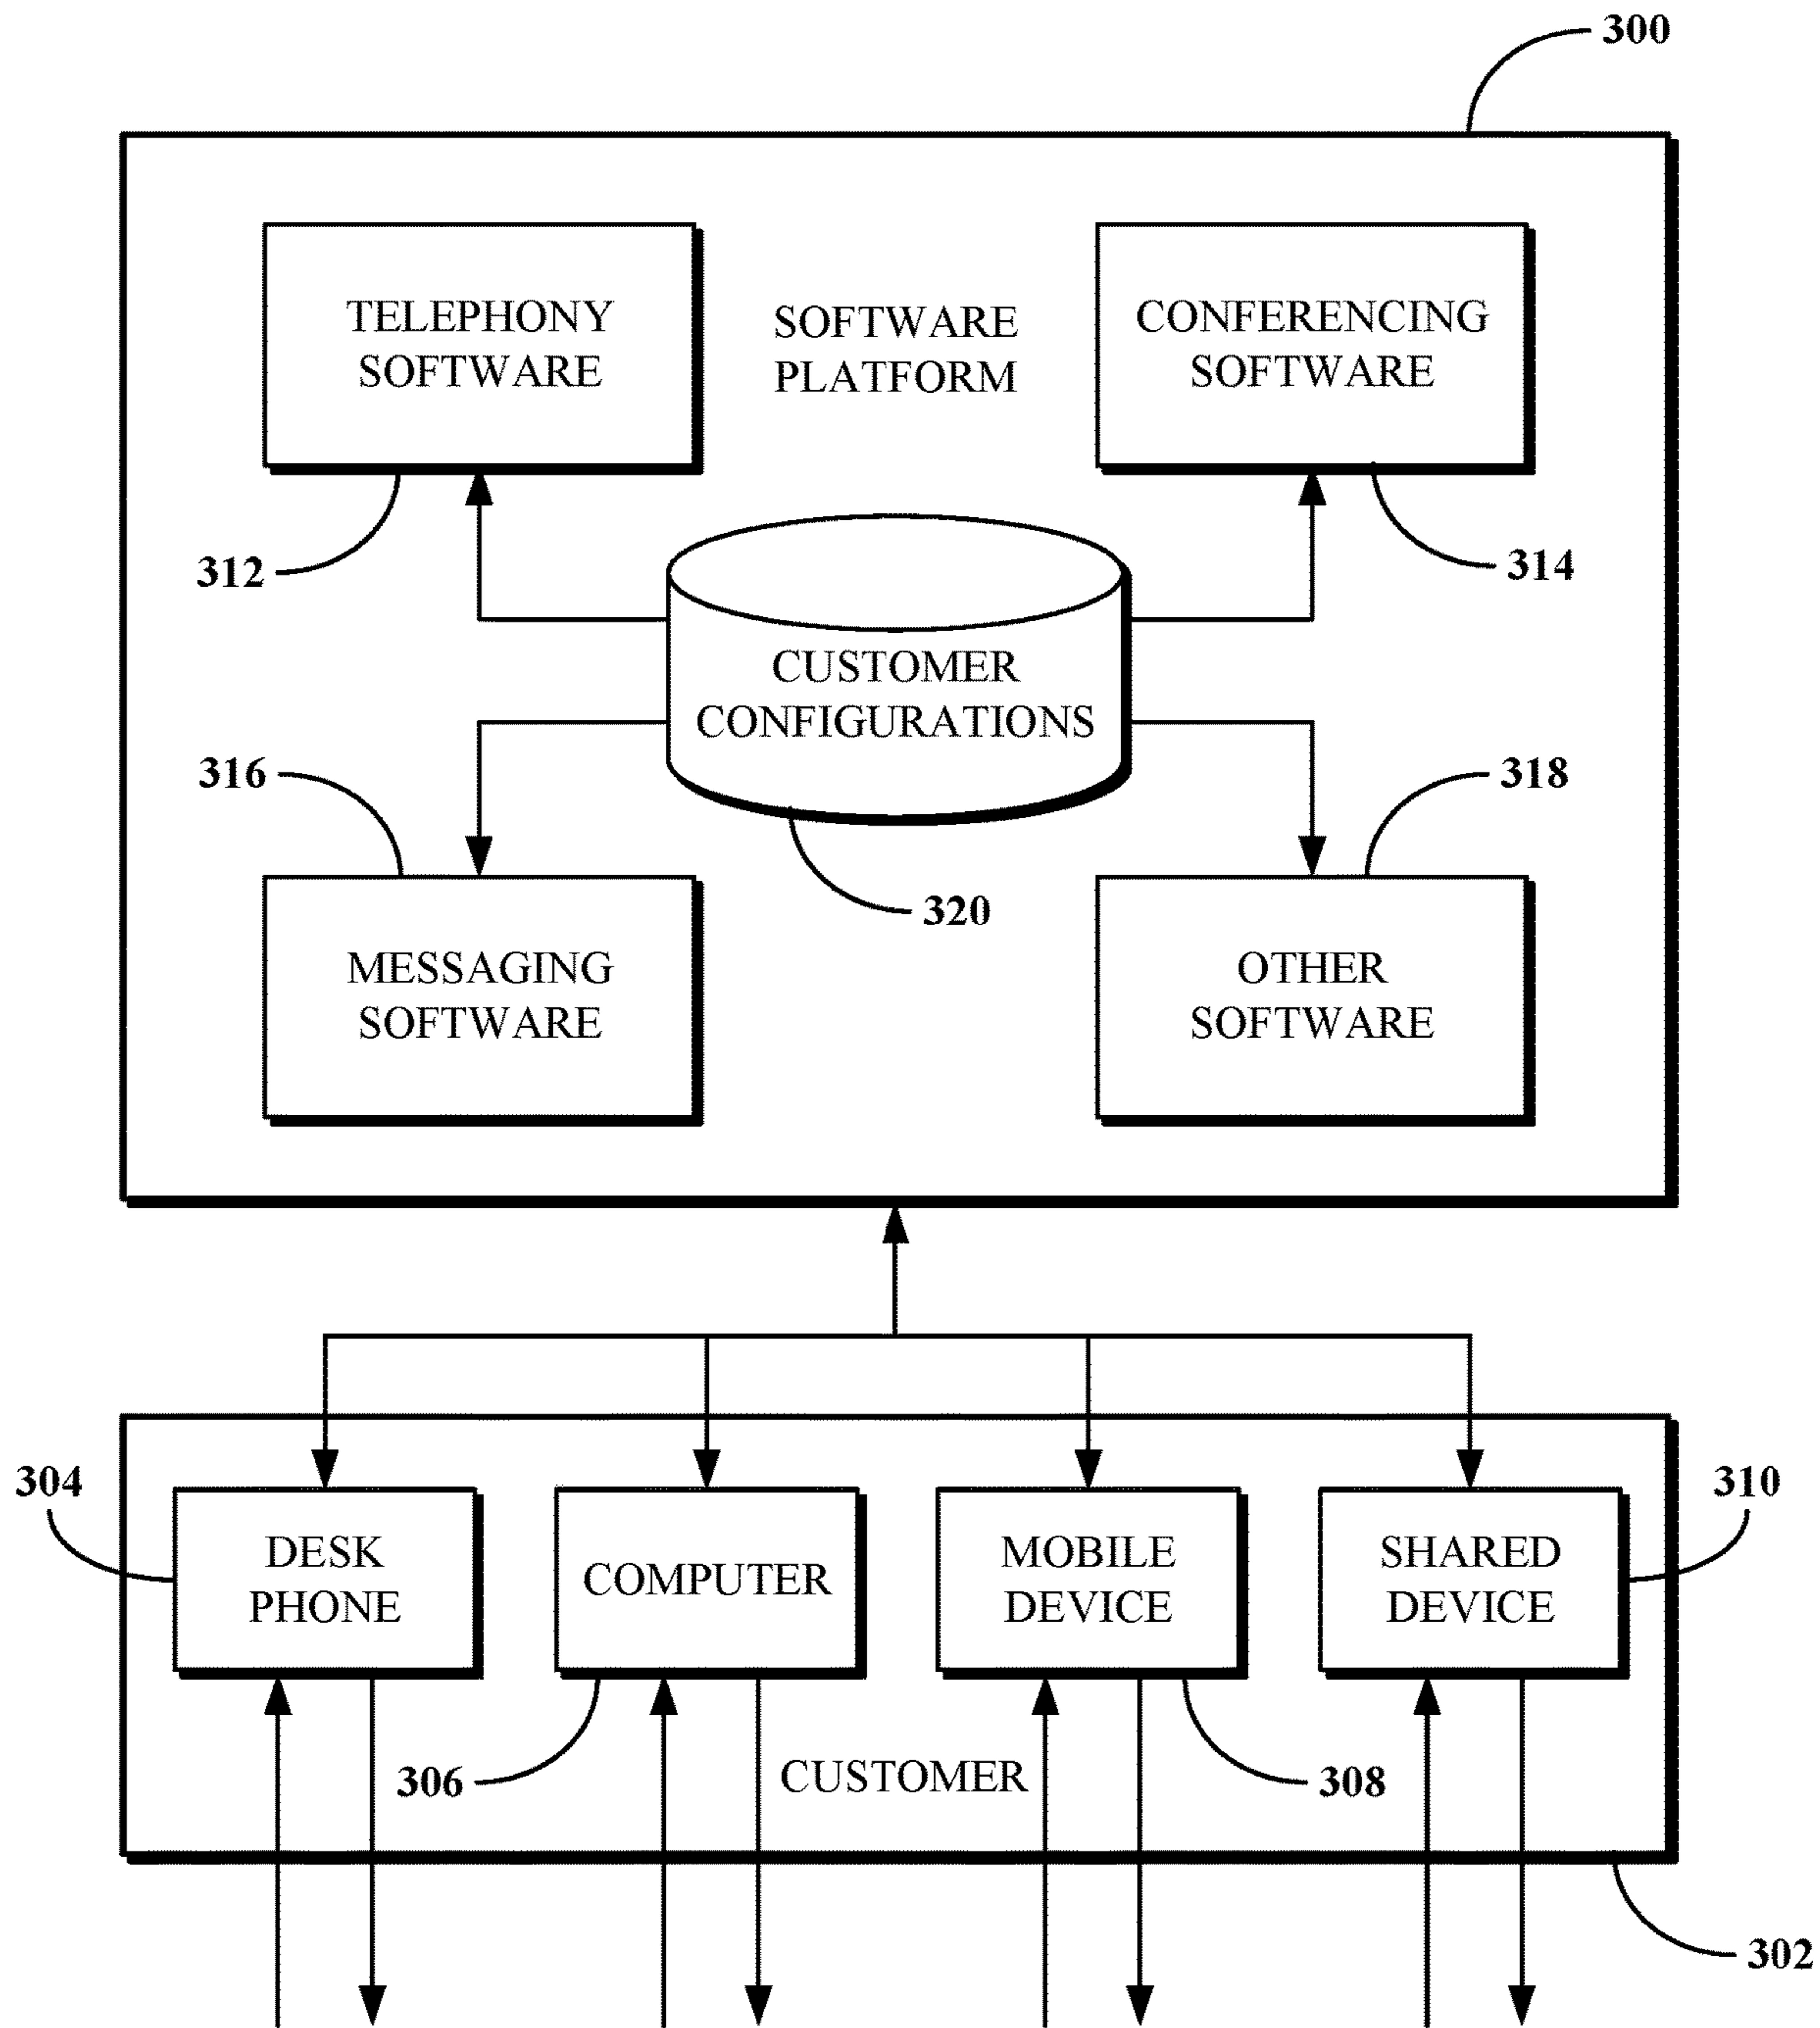 300
TELEPHONY
SOFTWARE
SOFTWARE
PLATFORM
CONFERENCING
SOFTWARE
312
314
CUSTOMER
CONFIGURATIONS
316
318
320
MESSAGING
SOFTWARE
OTHER
SOFTWARE
304
310
DESK
PHONE
COMPUTER
MOBILE
DEVICE
SHARED
DEVICE
306
CUSTOMER
308
302